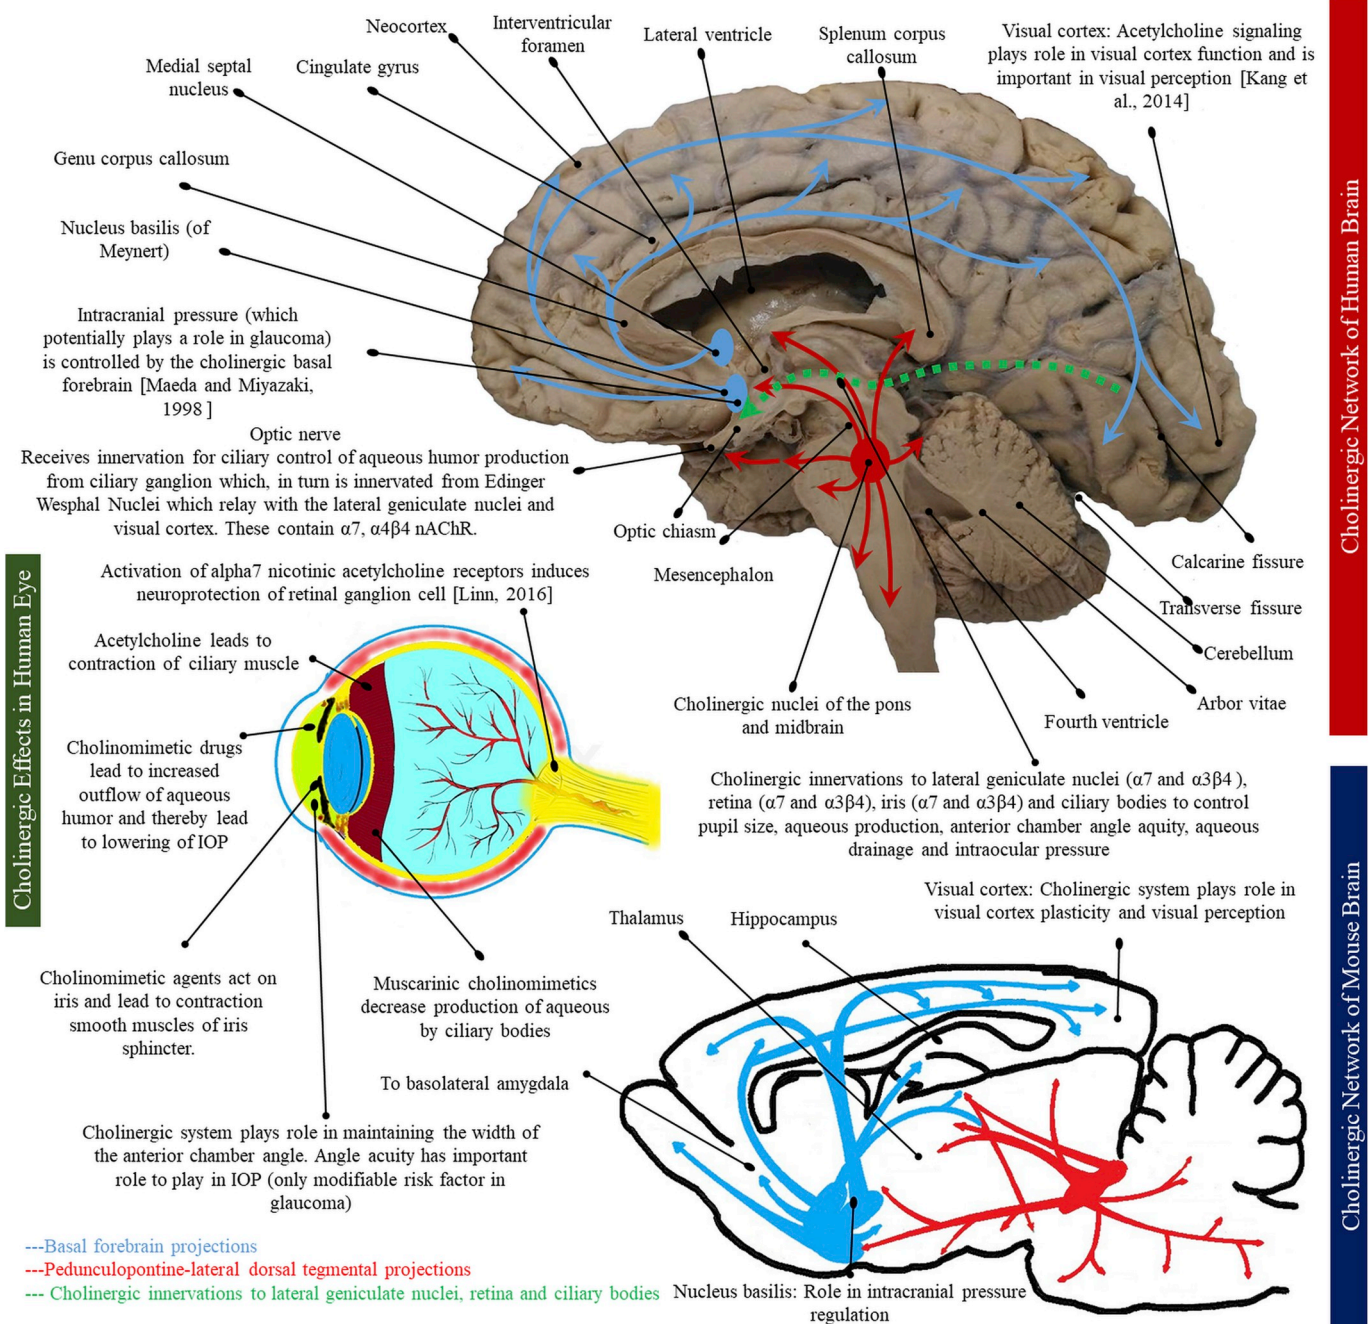 Neocortex
Interventricular
foramen
Lateral ventricle
Splenum corpus
callosum
Visual cortex: Acetylcholine signaling
plays role in visual cortex function and is
important in visual perception [Kang et
al., 2014]
Medial septal
nucleus
Cingulate gyrus
Genu corpus callosum
Nucleus basilis (of
Meynert)
Intracranial pressure (which
potentially plays a role in glaucoma)
is controlled by the cholinergic basal
forebrain [Maeda and Miyazaki,
1998 ]
Optic nerve
Receives innervation for ciliary control of aqueous humor production
from ciliary ganglion which, in turn is innervated from Edinger
Wesphal Nuclei which relay with the lateral geniculate nuclei and
visual cortex. These contain α7, α4β4 nAChR.
Optic chiasm
Mesencephalon
Calcarine fissure
Transverse fissure
Cerebellum
Arbor vitae
Fourth ventricle
Cholinergic nuclei of the pons
and midbrain
Cholinergic innervations to lateral geniculate nuclei (α7 and α3β4 ),
retina (α7 and α3β4), iris (α7 and α3β4) and ciliary bodies to control
pupil size, aqueous production, anterior chamber angle aquity, aqueous
drainage and intraocular pressure
Cholinergic Network of Human Brain
Cholinergic Effects in Human Eye
Activation of alpha7 nicotinic acetylcholine receptors induces
neuroprotection of retinal ganglion cell [Linn, 2016]
Acetylcholine leads to
contraction of ciliary muscle
Cholinomimetic drugs
lead to increased
outflow of aqueous
humor and thereby lead
to lowering of IOP
Cholinomimetic agents act on
iris and lead to contraction
smooth muscles of iris
sphincter.
Muscarinic cholinomimetics
decrease production of aqueous
by ciliary bodies
Cholinergic system plays role in maintaining the width of
the anterior chamber angle. Angle acuity has important
role to play in IOP (only modifiable risk factor in
glaucoma)
Visual cortex: Cholinergic system plays role in
visual cortex plasticity and visual perception
Thalamus
Hippocampus
To basolateral amygdala
Nucleus basilis: Role in intracranial pressure
regulation
Cholinergic Network of Mouse Brain
---Basal forebrain projections
---Pedunculopontine-lateral dorsal tegmental projections
--- Cholinergic innervations to lateral geniculate nuclei, retina and ciliary bodies